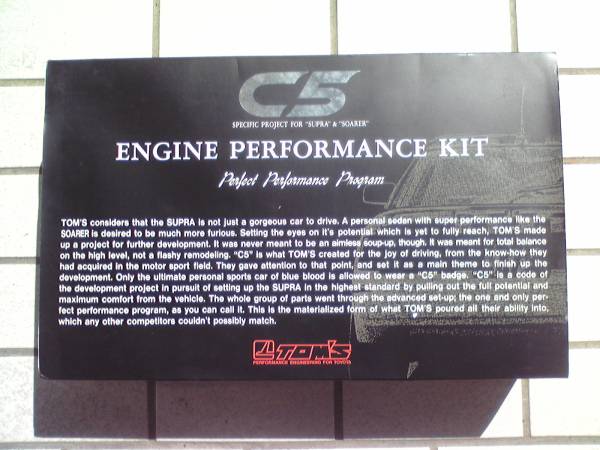 C5
SPECIFIC PROJECT FOR "SUPRA" & "SOARER"
ENGINE PERFORMANCE KIT
Perfect Performance Program
TOM'S considers that the SUPRA is not just a gorgeous car to drive. A personal sedan with super performance like the
SOARER is desired to be much more furious. Setting the eyes on it's potential which is yet to fully reach, TOM'S made
up a project for further development. It was never meant to be an aimless soup-up, though. It was meant for total balance
on the high level, not a flashy remodeling. "C5" is what TOM'S created for the joy of driving, from the know-how they
had acquired in the motor sport field. They gave attention to that point, and set it as a main theme to finish up the
development. Only the ultimate personal sports car of blue blood is allowed to wear a "C5" badge. "C5" is a code of
the development project in pursuit of setting up the SUPRA in the highest standard by pulling out the full potential and
maximum comfort from the vehicle. The whole group of parts went through the advanced set-up; the one and only per-
fect performance program, as you can call it. This is the materialized form of what TOM'S poured all their ability into,
which any other competitors couldn't possibly match.
TOM'S
PERFORMANCE ENGINEERING FOR TOYOTA